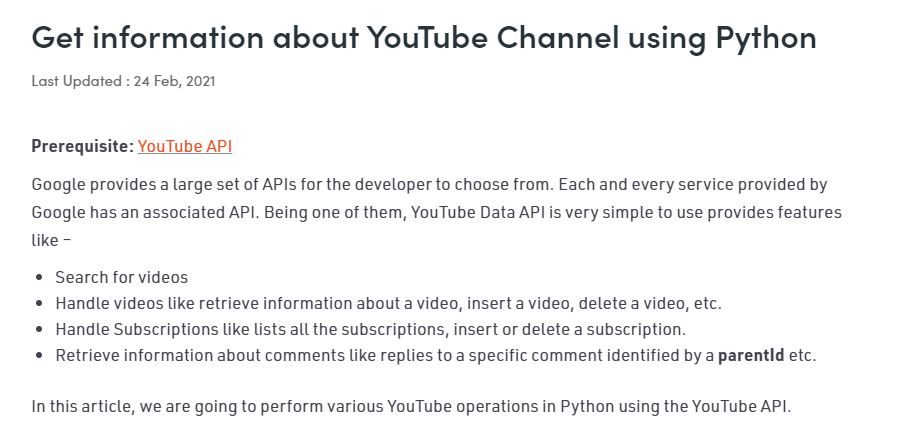 Get information about YouTube Channel using Python
Last Updated : 24 Feb, 2021
Prerequisite: YouTube API
Google provides a large set of APIs for the developer to choose from. Each and every service provided by
Google has an associated API. Being one of them, YouTube Data API is very simple to use provides features
like –
• Search for videos
• Handle videos like retrieve information about a video, insert a video, delete a video, etc.
• Handle Subscriptions like lists all the subscriptions, insert or delete a subscription.
• Retrieve information about comments like replies to a specific comment identified by a parentId etc.
In this article, we are going to perform various YouTube operations in Python using the YouTube API.